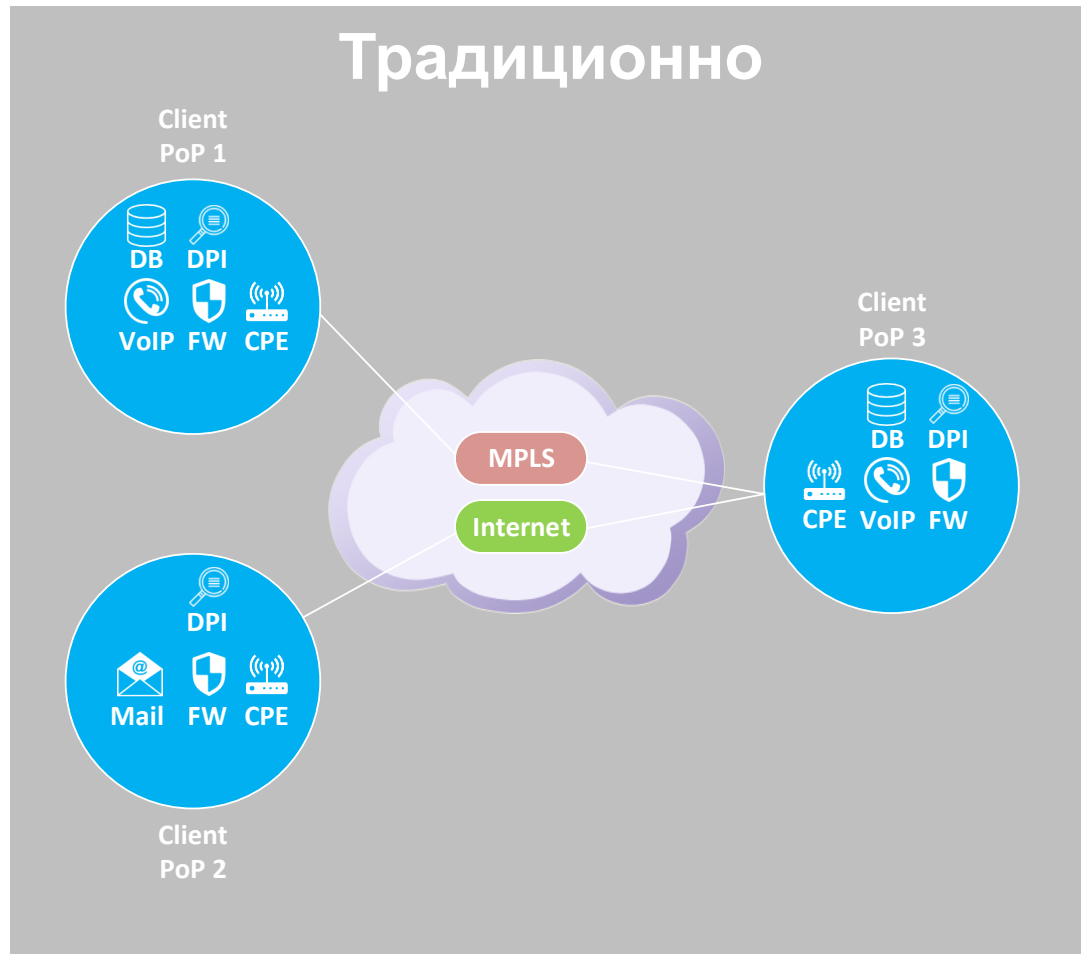 Традиционно
Client
PoP 1
DB DPI
VoIP FW CPE
Client
PoP 3
DB DPI
CPE VoIP FW
MPLS
Internet
DPI
@
Mail FW CPE
Client
PoP 2